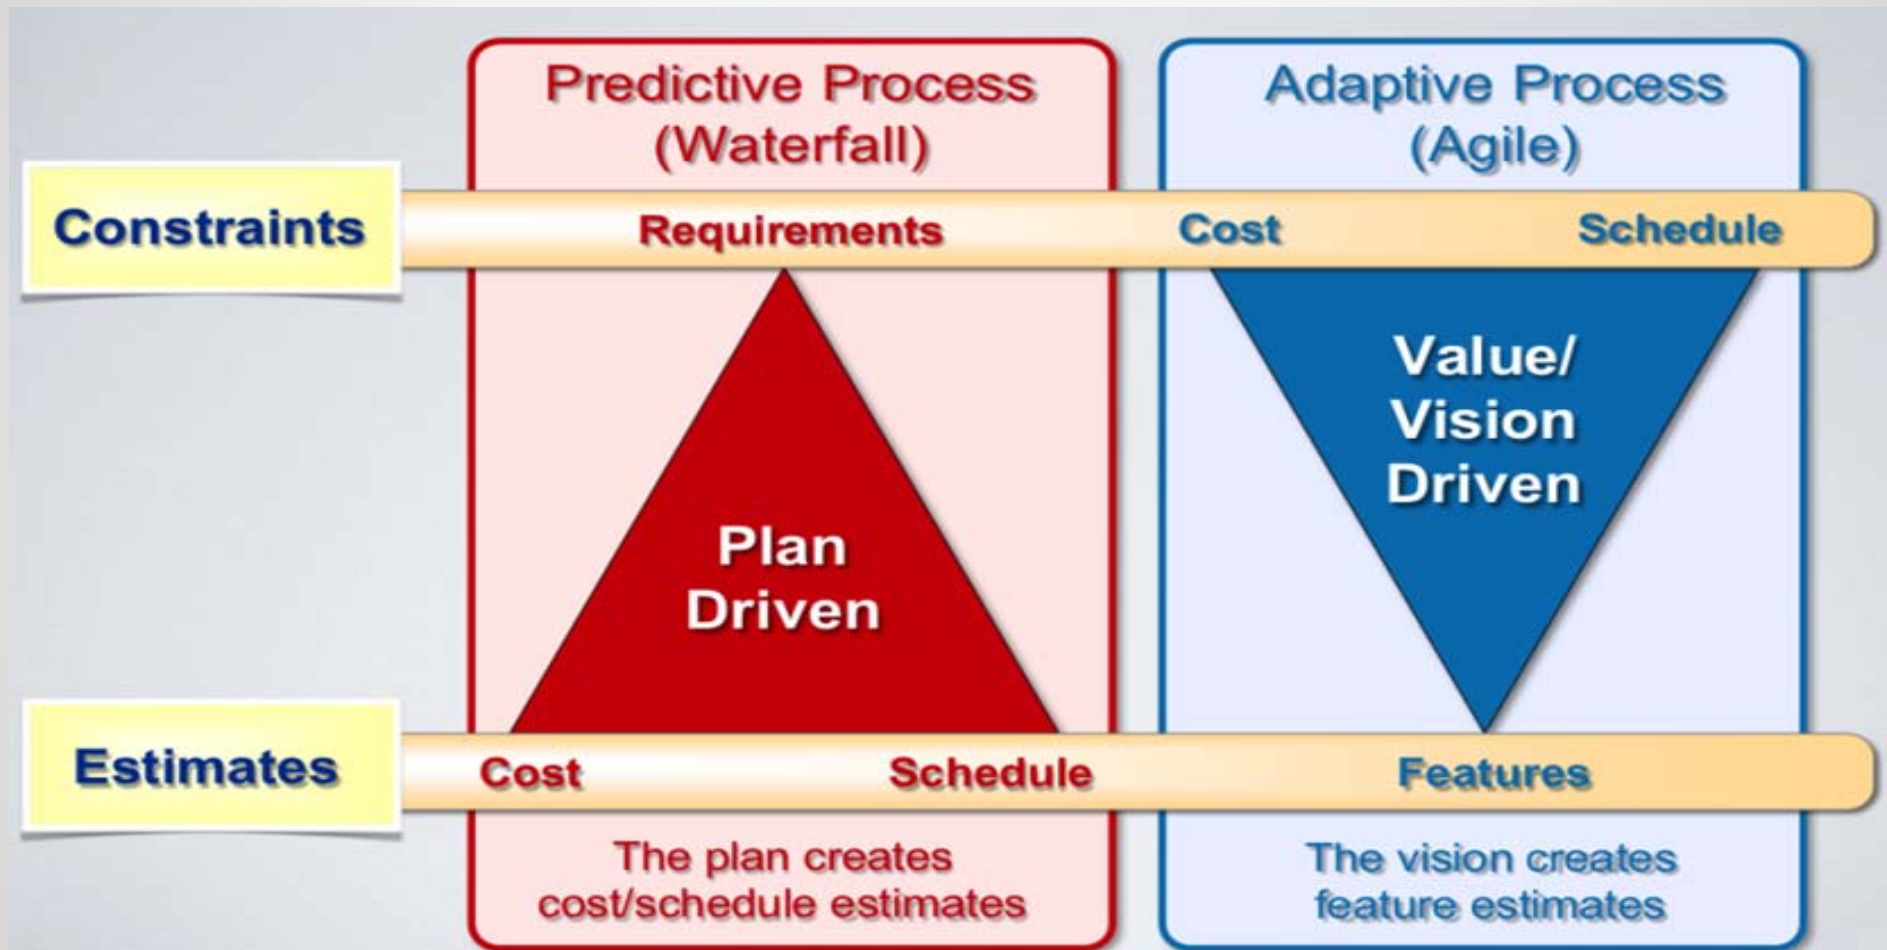 Predictive Process
(Waterfall)
Adaptive Process
(Agile)
Constraints
Requirements
Cost
Schedule
Plan
Driven
Value/
Vision
Driven
Estimates
Cost
Schedule
Features
The plan creates
cost/schedule estimates
The vision creates
feature estimates